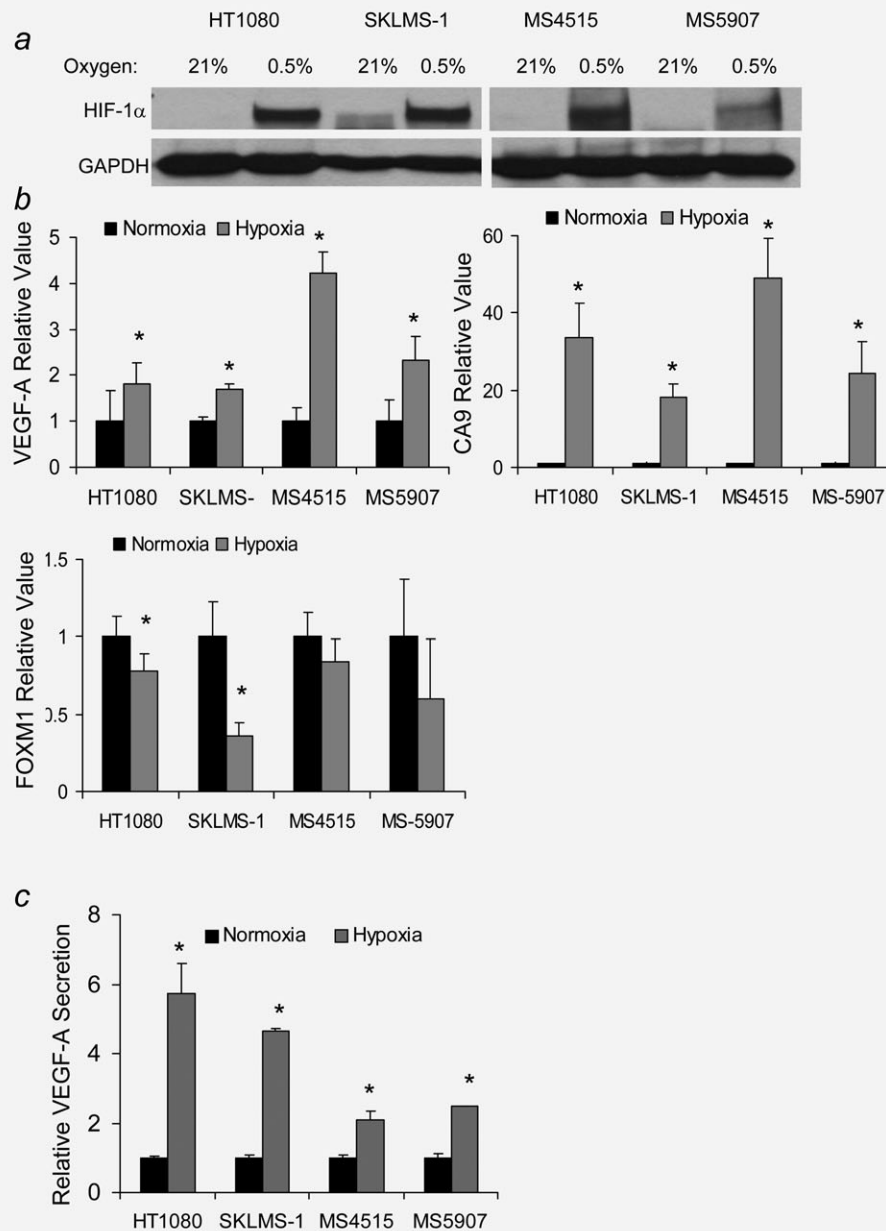 HT1080 SKLMS-1 MS4515 MS5907
a
Oxygen: 21% 0.5% 21% 0.5% 21% 0.5% 21% 0.5%
HIF-1α
GAPDH
b
Normoxia Hypoxia
VEGF-A Relative Value
5
4
3
2
1
0
* * * *
HT1080 SKLMS- MS4515 MS5907
Normoxia Hypoxia
CA9 Relative Value
60
40
20
0
* * * *
HT1080 SKLMS-1 MS4515 MS-5907
Normoxia Hypoxia
FOXM1 Relative Value
1.5
1
0.5
0
* *
HT1080 SKLMS-1 MS4515 MS-5907
c
Normoxia Hypoxia
Relative VEGF-A Secretion
8
6
4
2
0
* * * *
HT1080 SKLMS-1 MS4515 MS5907